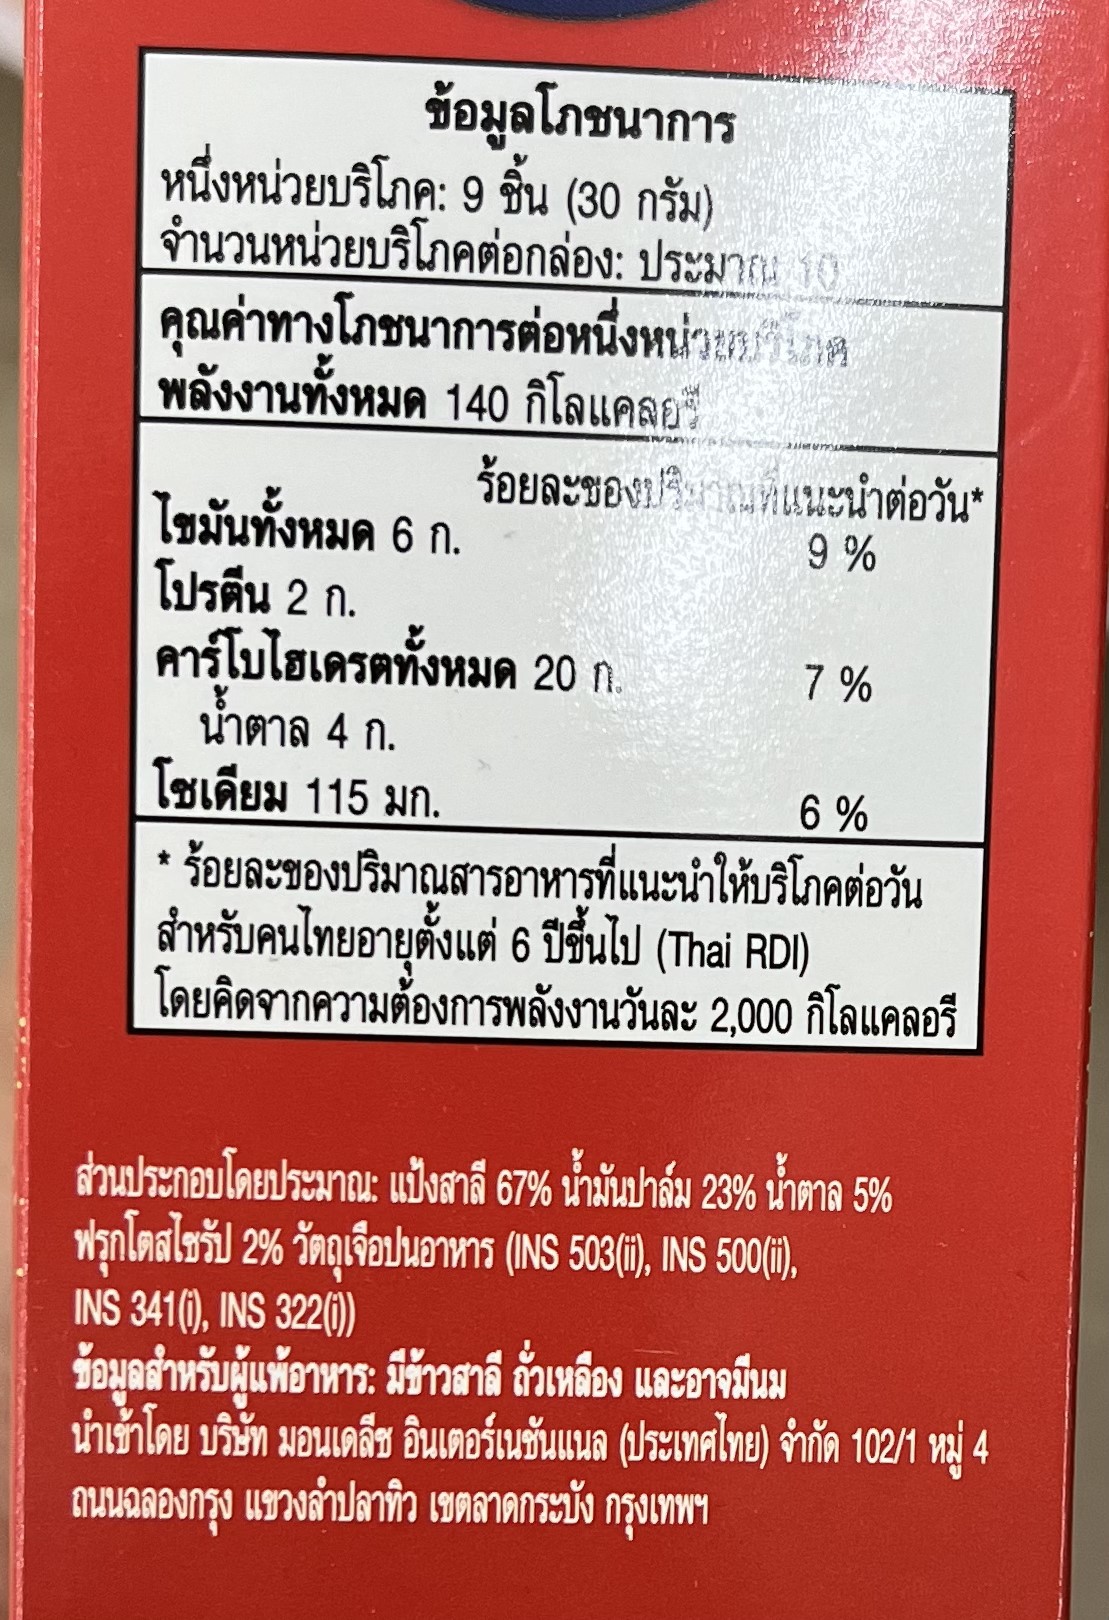 ข้อมูลโภชนาการ
หนึ่งหน่วยบริโภค: 9 ชิ้น (30 กรัม)
จำนวนหน่วยบริโภคต่อกล่อง: ประมาณ 10
คุณค่าทางโภชนาการต่อหนึ่งหน่วยบริโภค
พลังงานทั้งหมด 140 กิโลแคลอรี
ร้อยละของปริมาณที่แนะนำต่อวัน*
ไขมันทั้งหมด 6 ก. 9 %
โปรตีน 2 ก.
คาร์โบไฮเดรตทั้งหมด 20 ก. 7 %
น้ำตาล 4 ก.
โซเดียม 115 มก. 6 %
* ร้อยละของปริมาณสารอาหารที่แนะนำให้บริโภคต่อวัน
สำหรับคนไทยอายุตั้งแต่ 6 ปีขึ้นไป (Thai RDI)
โดยคิดจากความต้องการพลังงานวันละ 2,000 กิโลแคลอรี
ส่วนประกอบโดยประมาณ: แป้งสาลี 67% น้ำมันปาล์ม 23% น้ำตาล 5%
ฟรุกโตสไซรัป 2% วัตถุเจือปนอาหาร (INS 503(ii), INS 500(ii),
INS 341(i), INS 322(i))
ข้อมูลสำหรับผู้แพ้อาหาร: มีข้าวสาลี ถั่วเหลือง และอาจมีนม
นำเข้าโดย บริษัท มอนเดลีซ อินเตอร์เนชันแนล (ประเทศไทย) จำกัด 102/1 หมู่ 4
ถนนฉลองกรุง แขวงลำปลาทิว เขตลาดกระบัง กรุงเทพฯ